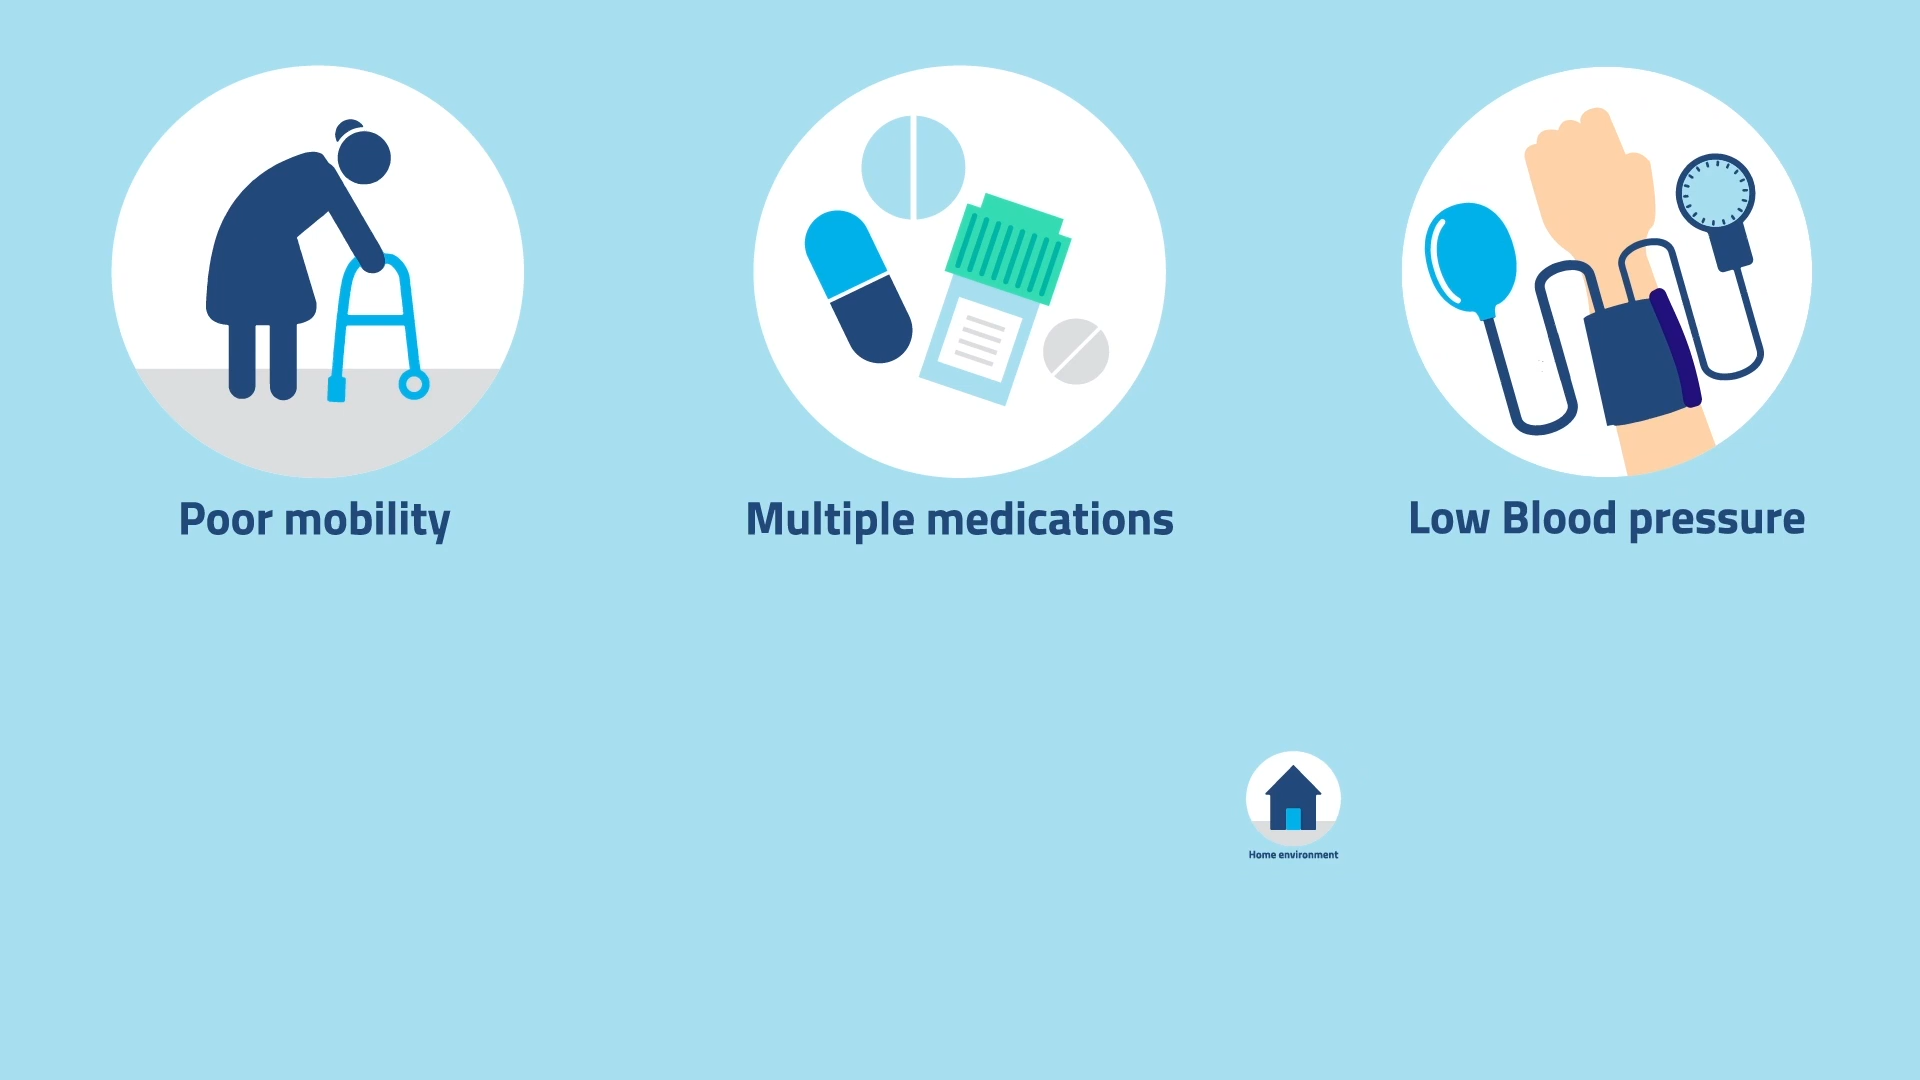 Poor mobility
Multiple medications
Low Blood pressure
Home environment